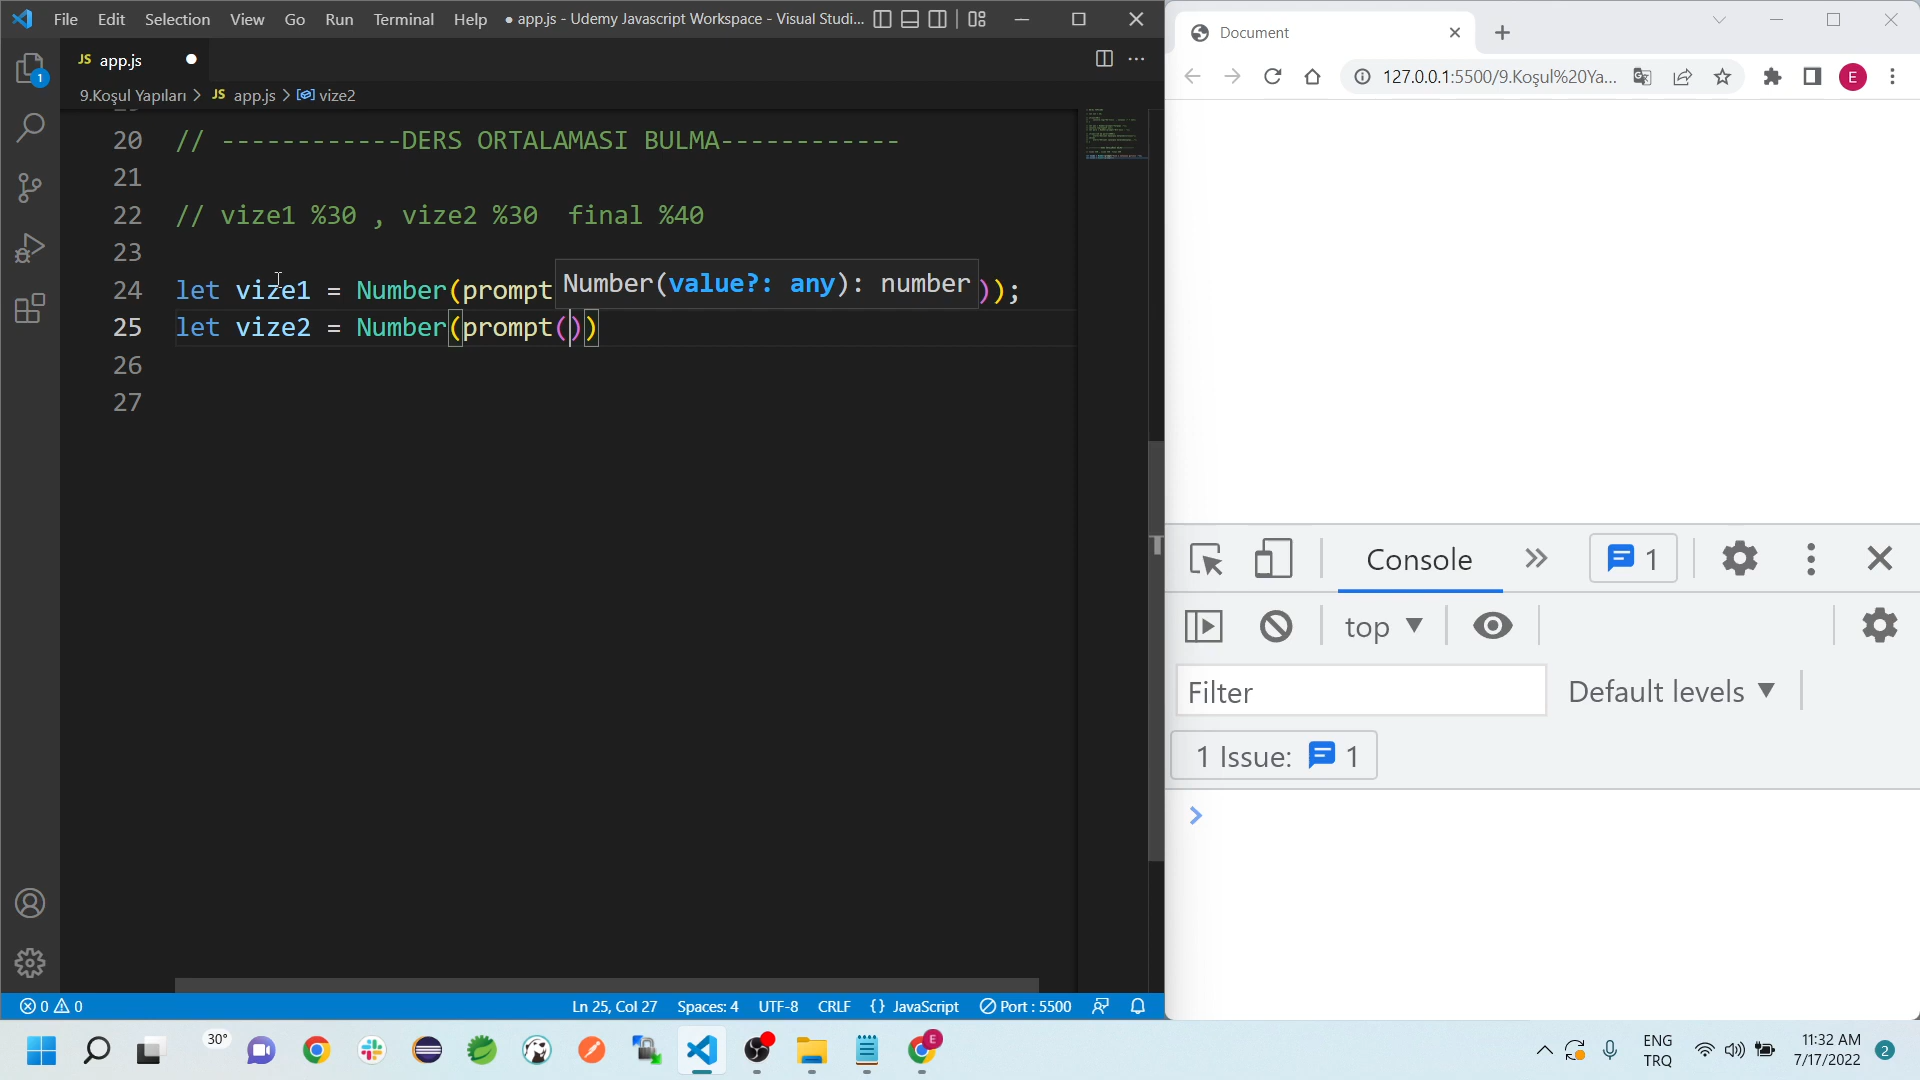 File Edit Selection View Go Run Terminal Help ● app.js - Udemy Javascript Workspace - Visual Studi...
JS app.js
9.Koşul Yapıları > JS app.js > vize2
20 // ------------DERS ORTALAMASI BULMA------------
21
22 // vize1 %30 , vize2 %30  final %40
23
24 let vize1 = Number(prompt ));
Number(value?: any): number
25 let vize2 = Number(prompt())
26
27
0 0
Ln 25, Col 27 Spaces: 4 UTF-8 CRLF {} JavaScript Port : 5500
Document
127.0.0.1:5500/9.Koşul%20Ya...
E
Console
1
top
Filter
Default levels
1 Issue: 1
30°
E
ENG
TRQ
11:32 AM
7/17/2022
2